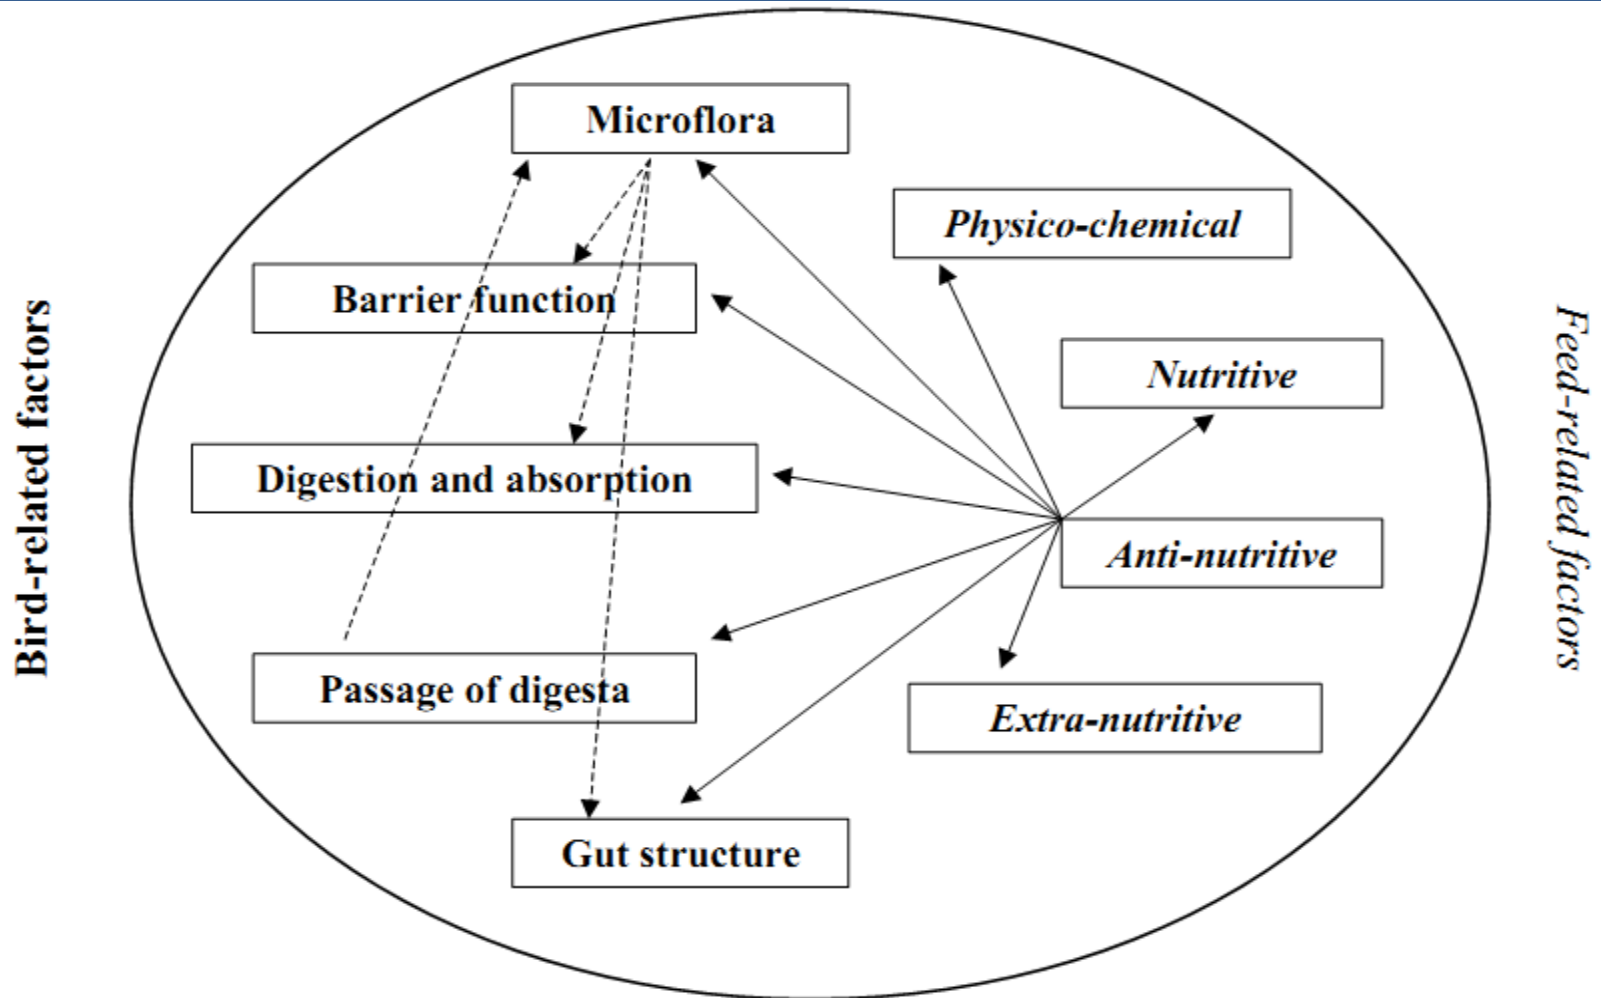 Microflora
Physico-chemical
Barrier function
Nutritive
Digestion and absorption
Anti-nutritive
Passage of digesta
Extra-nutritive
Gut structure
Bird-related factors
Feed-related factors